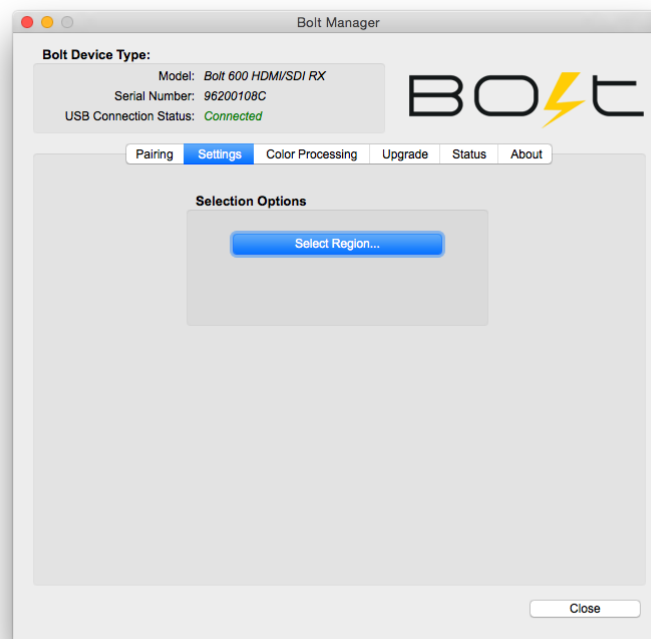 Bolt Manager
Bolt Device Type:
Model: Bolt 600 HDMI/SDI RX
Serial Number: 96200108C
USB Connection Status: Connected
BOLT
Pairing Settings Color Processing Upgrade Status About
Selection Options
Select Region...
Close